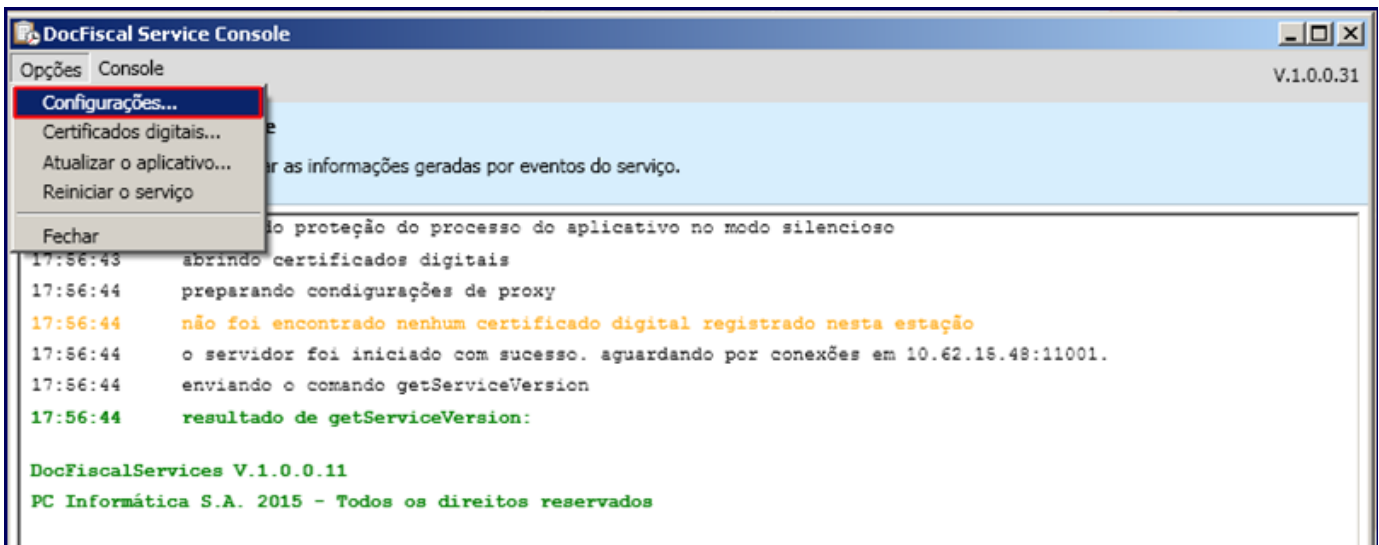 DocFiscal Service Console
Opções Console V.1.0.0.31
Configurações...
Certificados digitais...
Atualizar o aplicativo...
Reiniciar o serviço
Fechar
as informações geradas por eventos do serviço.
proteção do processo do aplicativo no modo silencioso
17:56:43 abrindo certificados digitais
17:56:44 preparando condigurações de proxy
17:56:44 não foi encontrado nenhum certificado digital registrado nesta estação
17:56:44 o servidor foi iniciado com sucesso. aguardando por conexões em 10.62.15.48:11001.
17:56:44 enviando o comando getServiceVersion
17:56:44 resultado de getServiceVersion:
DocFiscalServices V.1.0.0.11
PC Informática S.A. 2015 - Todos os direitos reservados